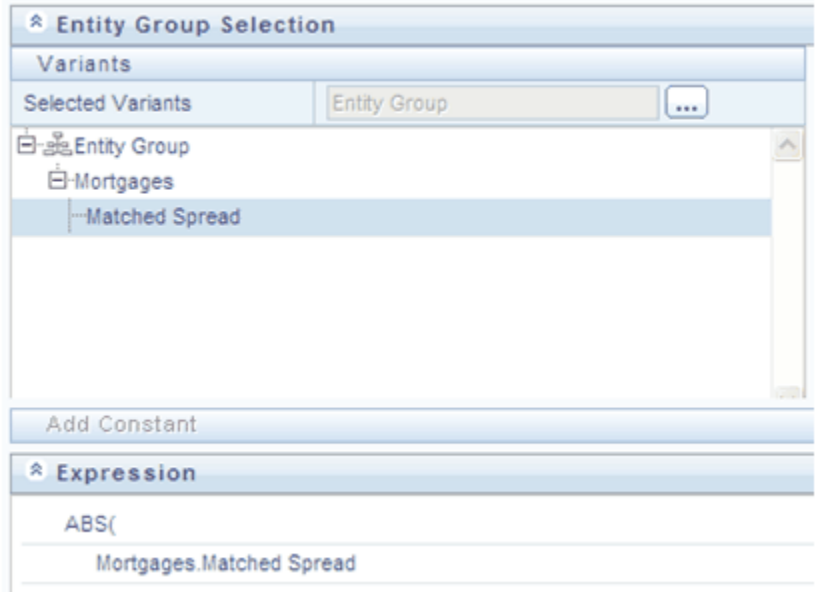 Entity Group Selection
Variants
Selected Variants Entity Group ...
Entity Group
Mortgages
Matched Spread
Add Constant
Expression
ABS(
Mortgages.Matched Spread